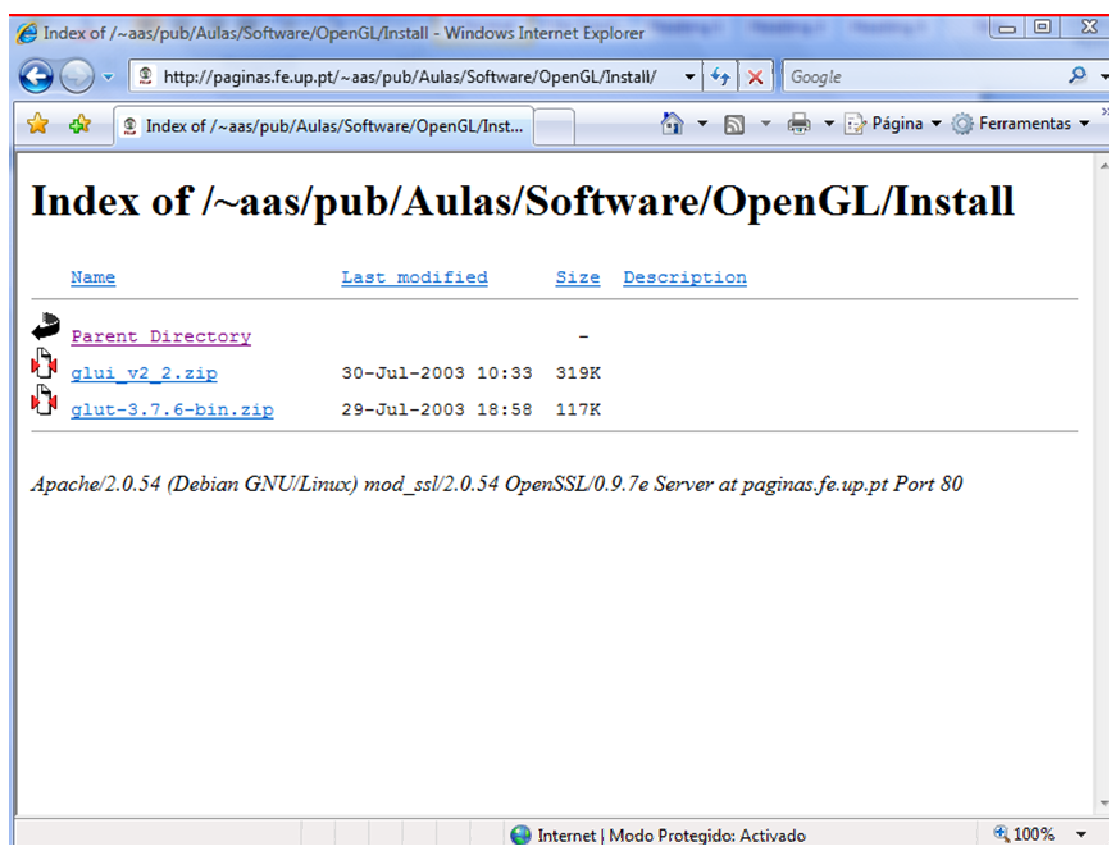 Index of /~aas/pub/Aulas/Software/OpenGL/Install - Windows Internet Explorer
http://paginas.fe.up.pt/~aas/pub/Aulas/Software/OpenGL/Install/ Google
Index of /~aas/pub/Aulas/Software/OpenGL/Inst... Página Ferramentas »
Index of /~aas/pub/Aulas/Software/OpenGL/Install
Name Last modified Size Description
Parent Directory -
glui_v2_2.zip 30-Jul-2003 10:33 319K
glut-3.7.6-bin.zip 29-Jul-2003 18:58 117K
Apache/2.0.54 (Debian GNU/Linux) mod_ssl/2.0.54 OpenSSL/0.9.7e Server at paginas.fe.up.pt Port 80
Internet | Modo Protegido: Activado 100%